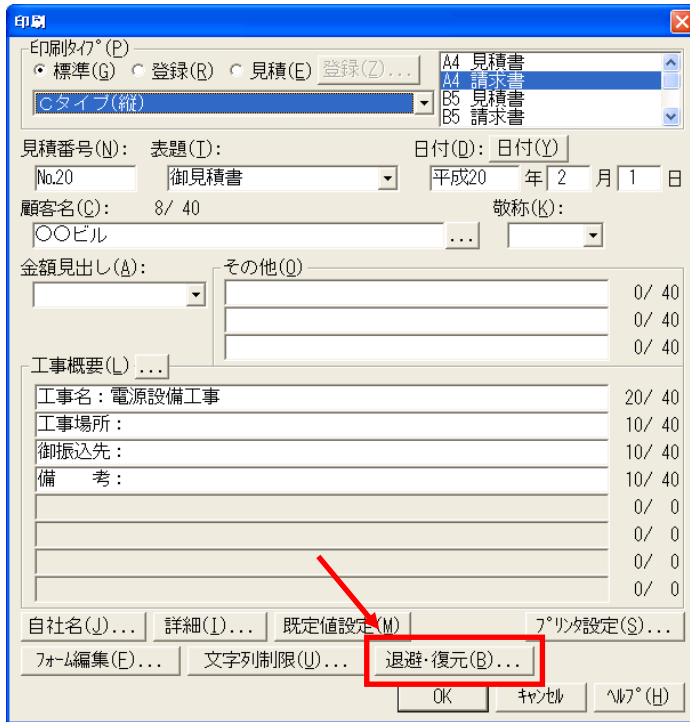 印刷
印刷ﾀｲﾌﾟ(P)
標準(G) 登録(R) 見積(E) 登録(Z)...
Cタイプ(縦)
A4 見積書
A4 請求書
B5 見積書
B5 請求書
見積番号(N): 表題(T): 日付(D): 日付(Y)
No.20 御見積書 平成20 年 2 月 1 日
顧客名(C): 8/ 40 敬称(K):
〇〇ビル ...
金額見出し(A): その他(O)
0/ 40
0/ 40
0/ 40
工事概要(L) ...
工事名：電源設備工事 20/ 40
工事場所： 10/ 40
御振込先： 10/ 40
備　　考： 10/ 40
0/ 0
0/ 0
0/ 0
0/ 0
自社名(J)... 詳細(I)... 既定値設定(M) ﾌﾟﾘﾝﾀ設定(S)...
ﾌｫｰﾑ編集(F)... 文字列制限(U)... 退避･復元(B)...
OK ｷｬﾝｾﾙ ﾍﾙﾌﾟ(H)